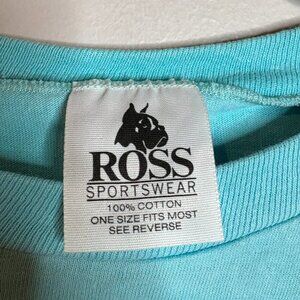 ROSS
SPORTSWEAR
100% COTTON
ONE SIZE FITS MOST
SEE REVERSE